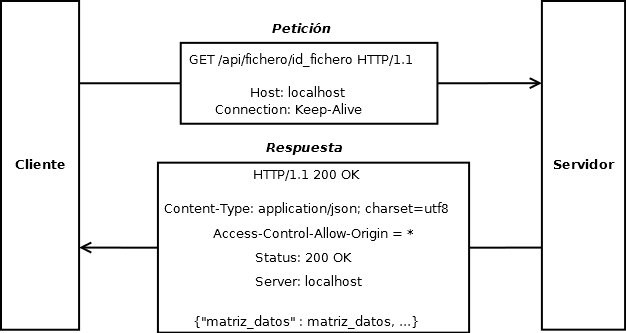 Petición
GET /api/fichero/id_fichero HTTP/1.1
Host: localhost
Connection: Keep-Alive
Cliente
Servidor
Respuesta
HTTP/1.1 200 OK
Content-Type: application/json; charset=utf8
Access-Control-Allow-Origin = *
Status: 200 OK
Server: localhost
{"matriz_datos" : matriz_datos, ...}